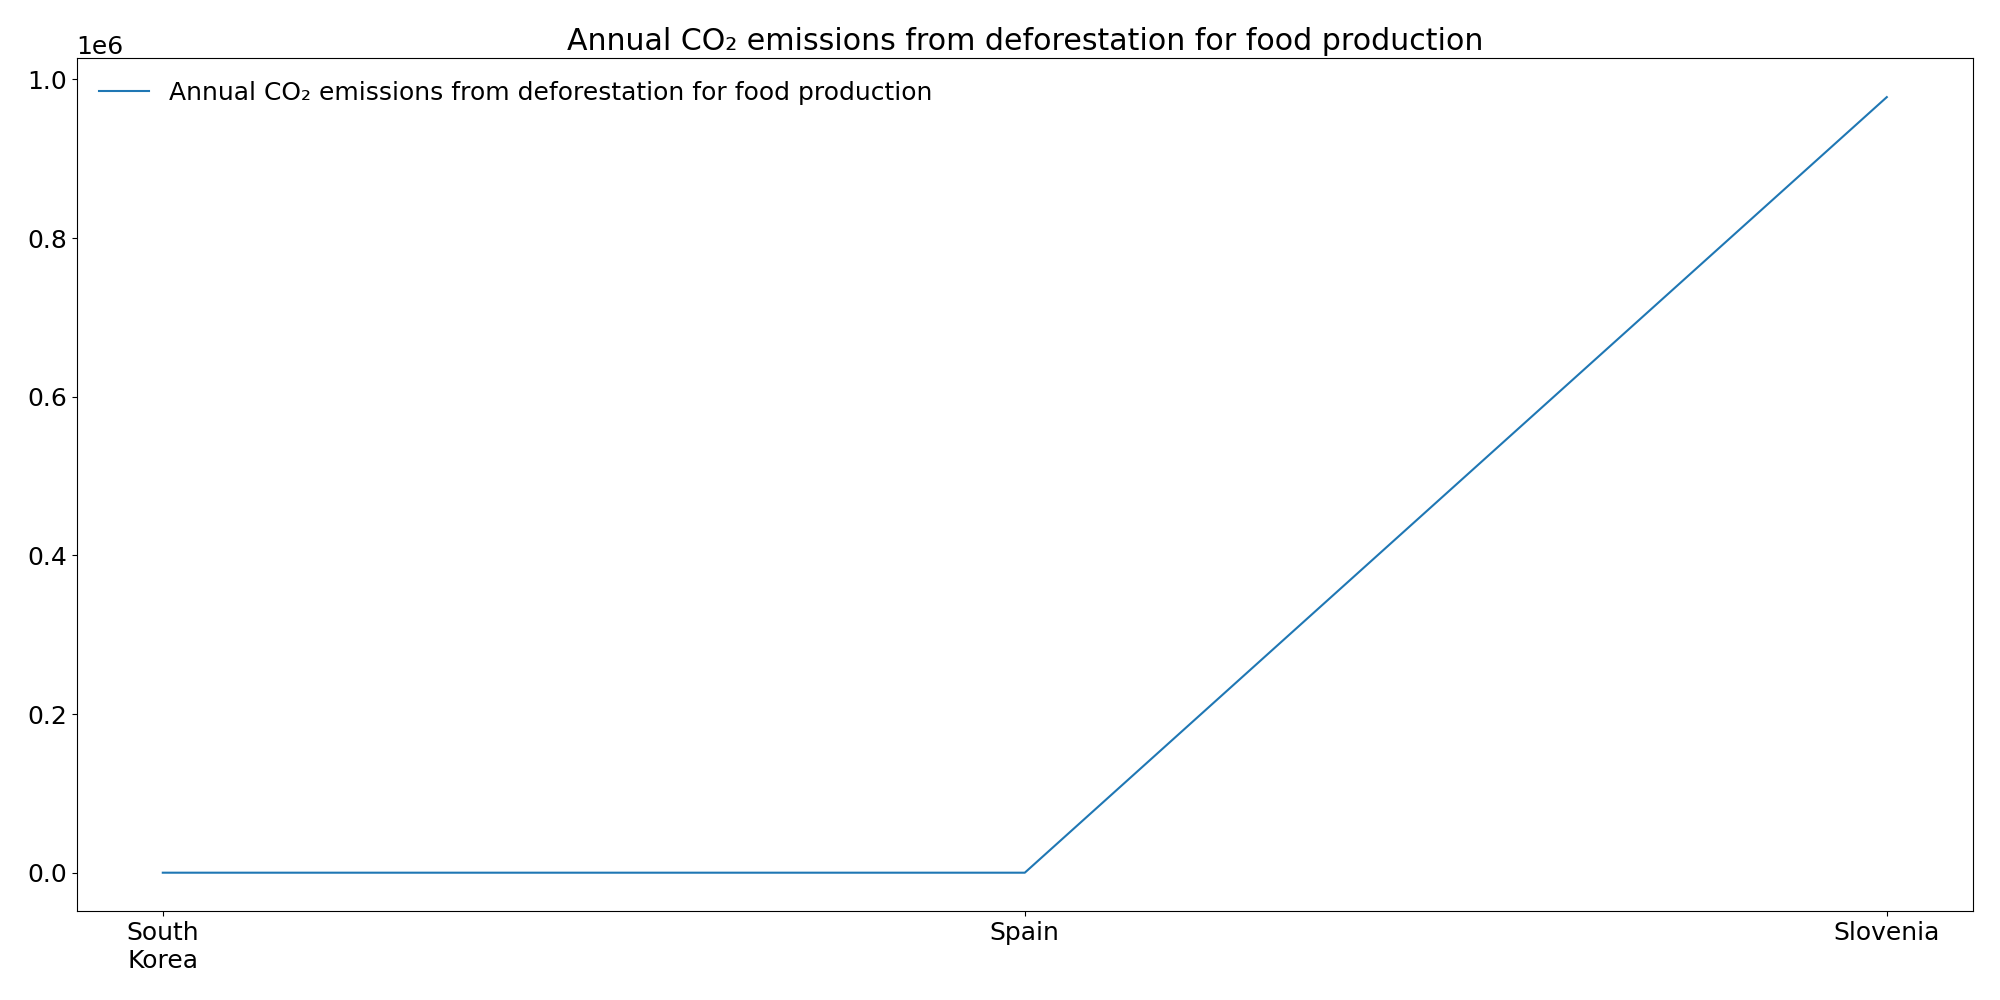 Annual CO₂ emissions from deforestation for food production
1e6
1.0
Annual CO₂ emissions from deforestation for food production
0.8
0.6
0.4
0.2
0.0
South
Korea
Spain
Slovenia